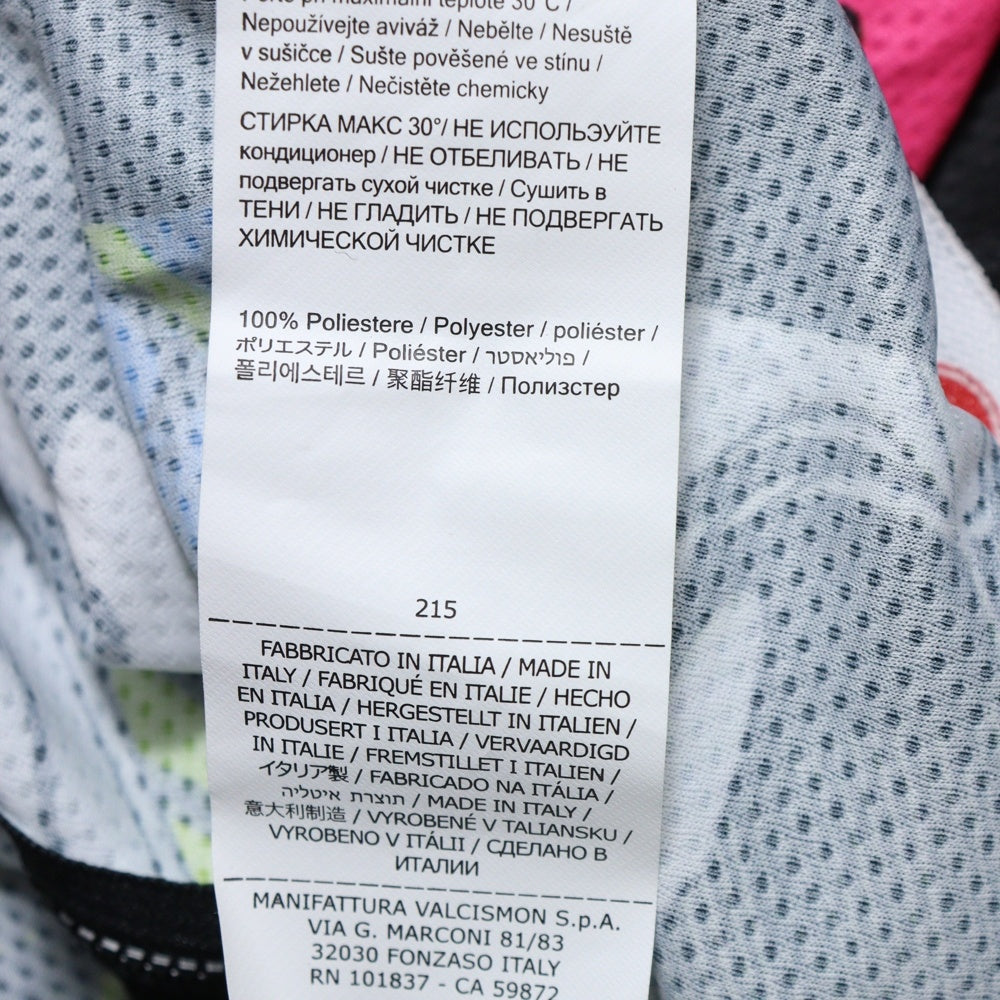 Perte při maximální teplotě 30°C /
Nepoužívejte aviváž / Nebělte / Nesuště
v sušičce / Sušte pověšené ve stínu /
Nežehlete / Nečistěte chemicky
СТИРКА МАКС 30°/ НЕ ИСПОЛЬЭУЙТЕ
кондиционер / НЕ ОТБЕЛИВАТЬ / НЕ
подвергать сухой чистке / Сушить в
ТЕНИ / НЕ ГЛАДИТЬ / НЕ ПОДВЕРГАТЬ
ХИМИЧЕСКОЙ ЧИСТКЕ
100% Poliestere / Polyester / poliéster /
ポリエステル / Poliéster / פוליאסטר /
폴리에스테르 / 聚酯纤维 / Полиэстер
215
FABBRICATO IN ITALIA / MADE IN
ITALY / FABRIQUÉ EN ITALIE / HECHO
EN ITALIA / HERGESTELLT IN ITALIEN /
PRODUSERT I ITALIA / VERVAARDIGD
IN ITALIE / FREMSTILLET I ITALIEN /
イタリア製 / FABRICADO NA ITÁLIA /
תוצרת איטליה / MADE IN ITALY /
意大利制造 / VYROBENÉ V TALIANSKU /
VYROBENO V ITÁLII / СДЕЛАНО В
ИТАЛИИ
MANIFATTURA VALCISMON S.p.A.
VIA G. MARCONI 81/83
32030 FONZASO ITALY
RN 101837 - CA 59872